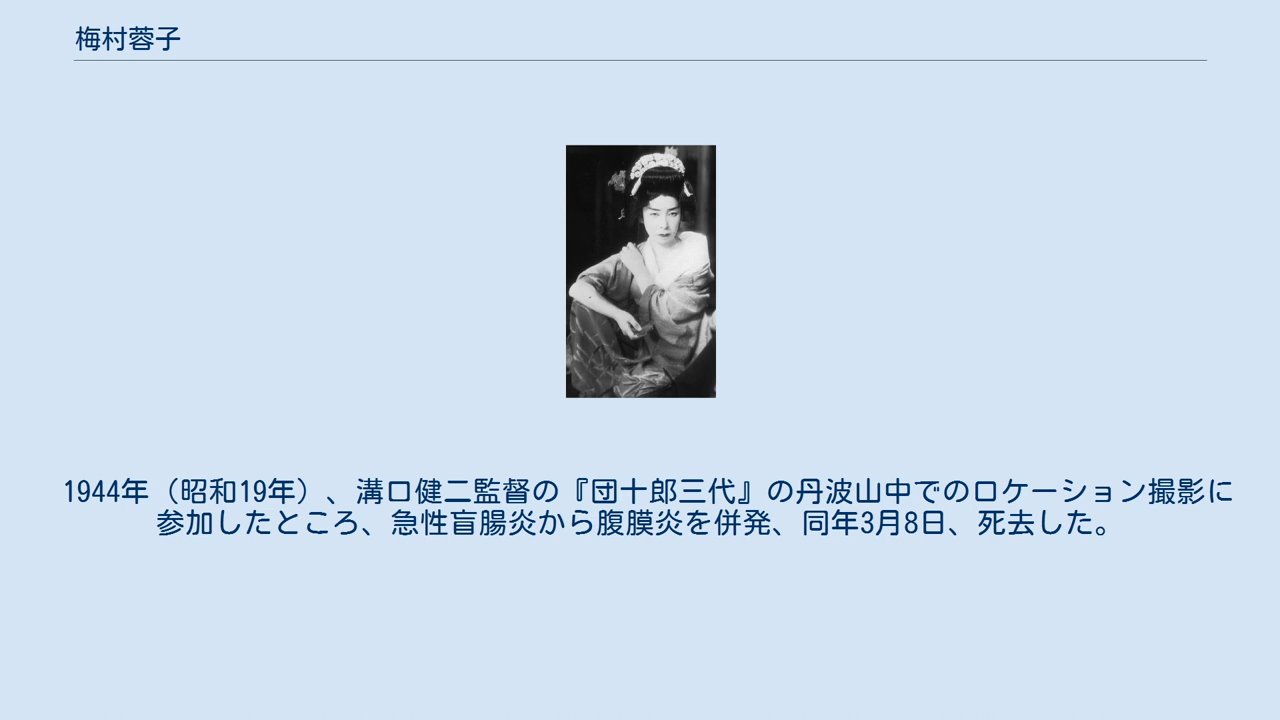 梅村蓉子
1944年（昭和19年）、溝口健二監督の『団十郎三代』の丹波山中でのロケーション撮影に
参加したところ、急性盲腸炎から腹膜炎を併発、同年3月8日、死去した。